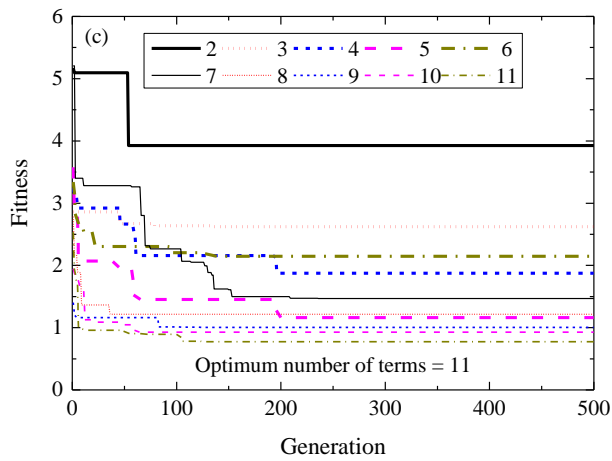 (c)
2 3 4 5 6
7 8 9 10 11
Fitness
6
5
4
3
2
1
0
Optimum number of terms = 11
0 100 200 300 400 500
Generation